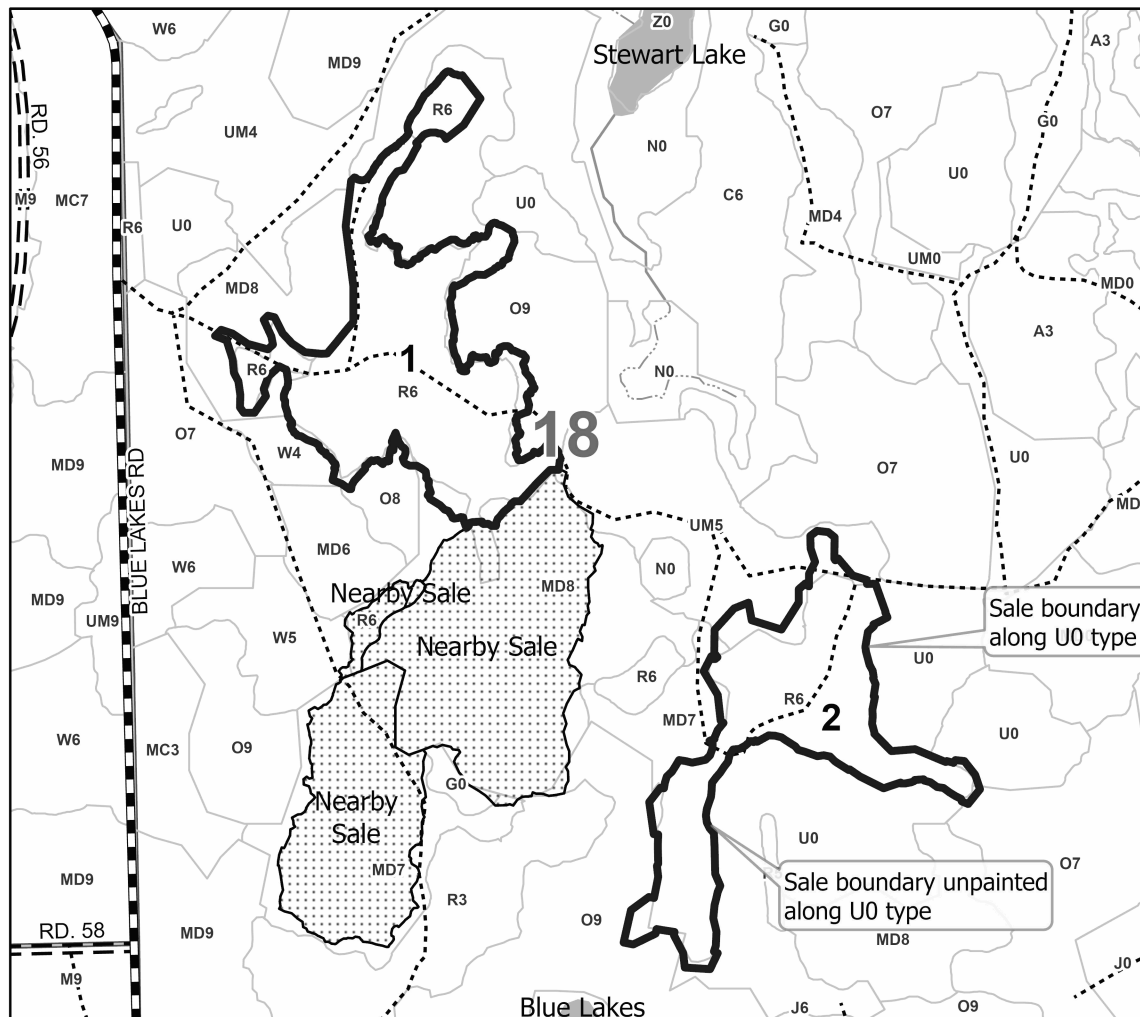 Z0
G0
W6
A3
Stewart Lake
MD9
R6
O7
G0
RD. 56
UM4
N0
U0
M9
MC7
C6
U0
MD4
R6
U0
UM0
MD8
MD0
O9
A3
1
R6
N0
R6
18
W4
U0
MD9
O7
O7
O8
MD
UM5
BLUE LAKES RD
MD6
W6
N0
MD8
Nearby Sale
MD9
Sale boundary
along U0 type
UM9
R6
W5
Nearby Sale
U0
R6
R6
2
MD7
W6
MC3
O9
U0
G0
Nearby
Sale
U0
O7
MD7
MD9
Sale boundary unpainted
along U0 type
R3
O9
RD. 58
MD9
MD8
J0
M9
Blue Lakes
J6
O9